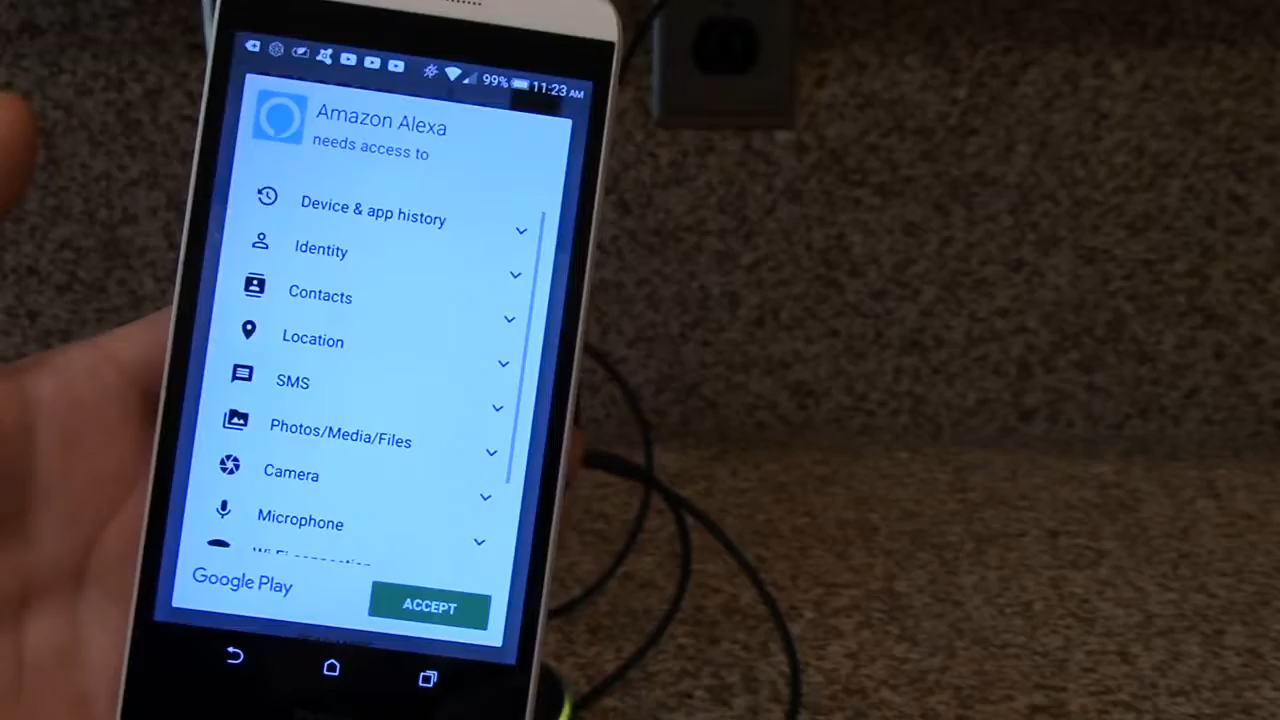 99% 11:23 AM
Amazon Alexa
needs access to
Device & app history
Identity
Contacts
Location
SMS
Photos/Media/Files
Camera
Microphone
Google Play
ACCEPT